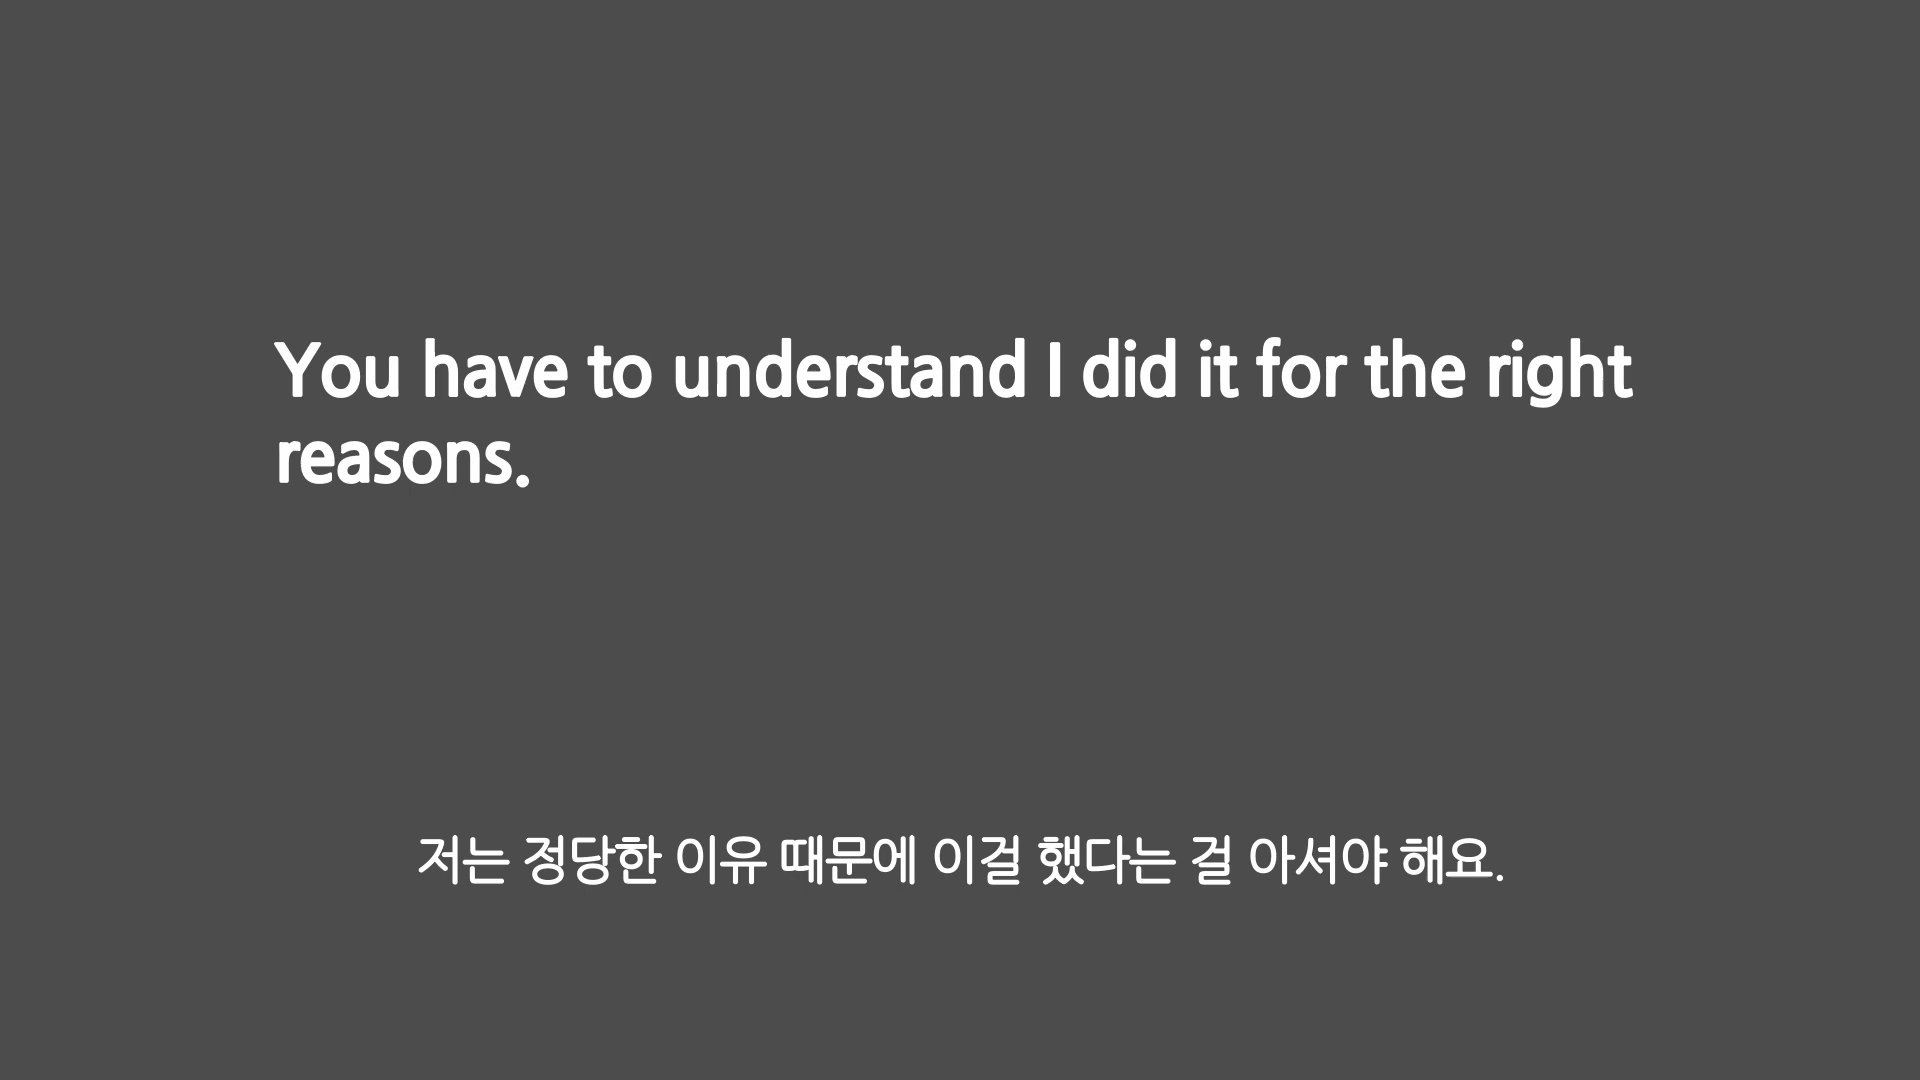 You have to understand I did it for the right
reasons.
저는 정당한 이유 때문에 이걸 했다는 걸 아셔야 해요.